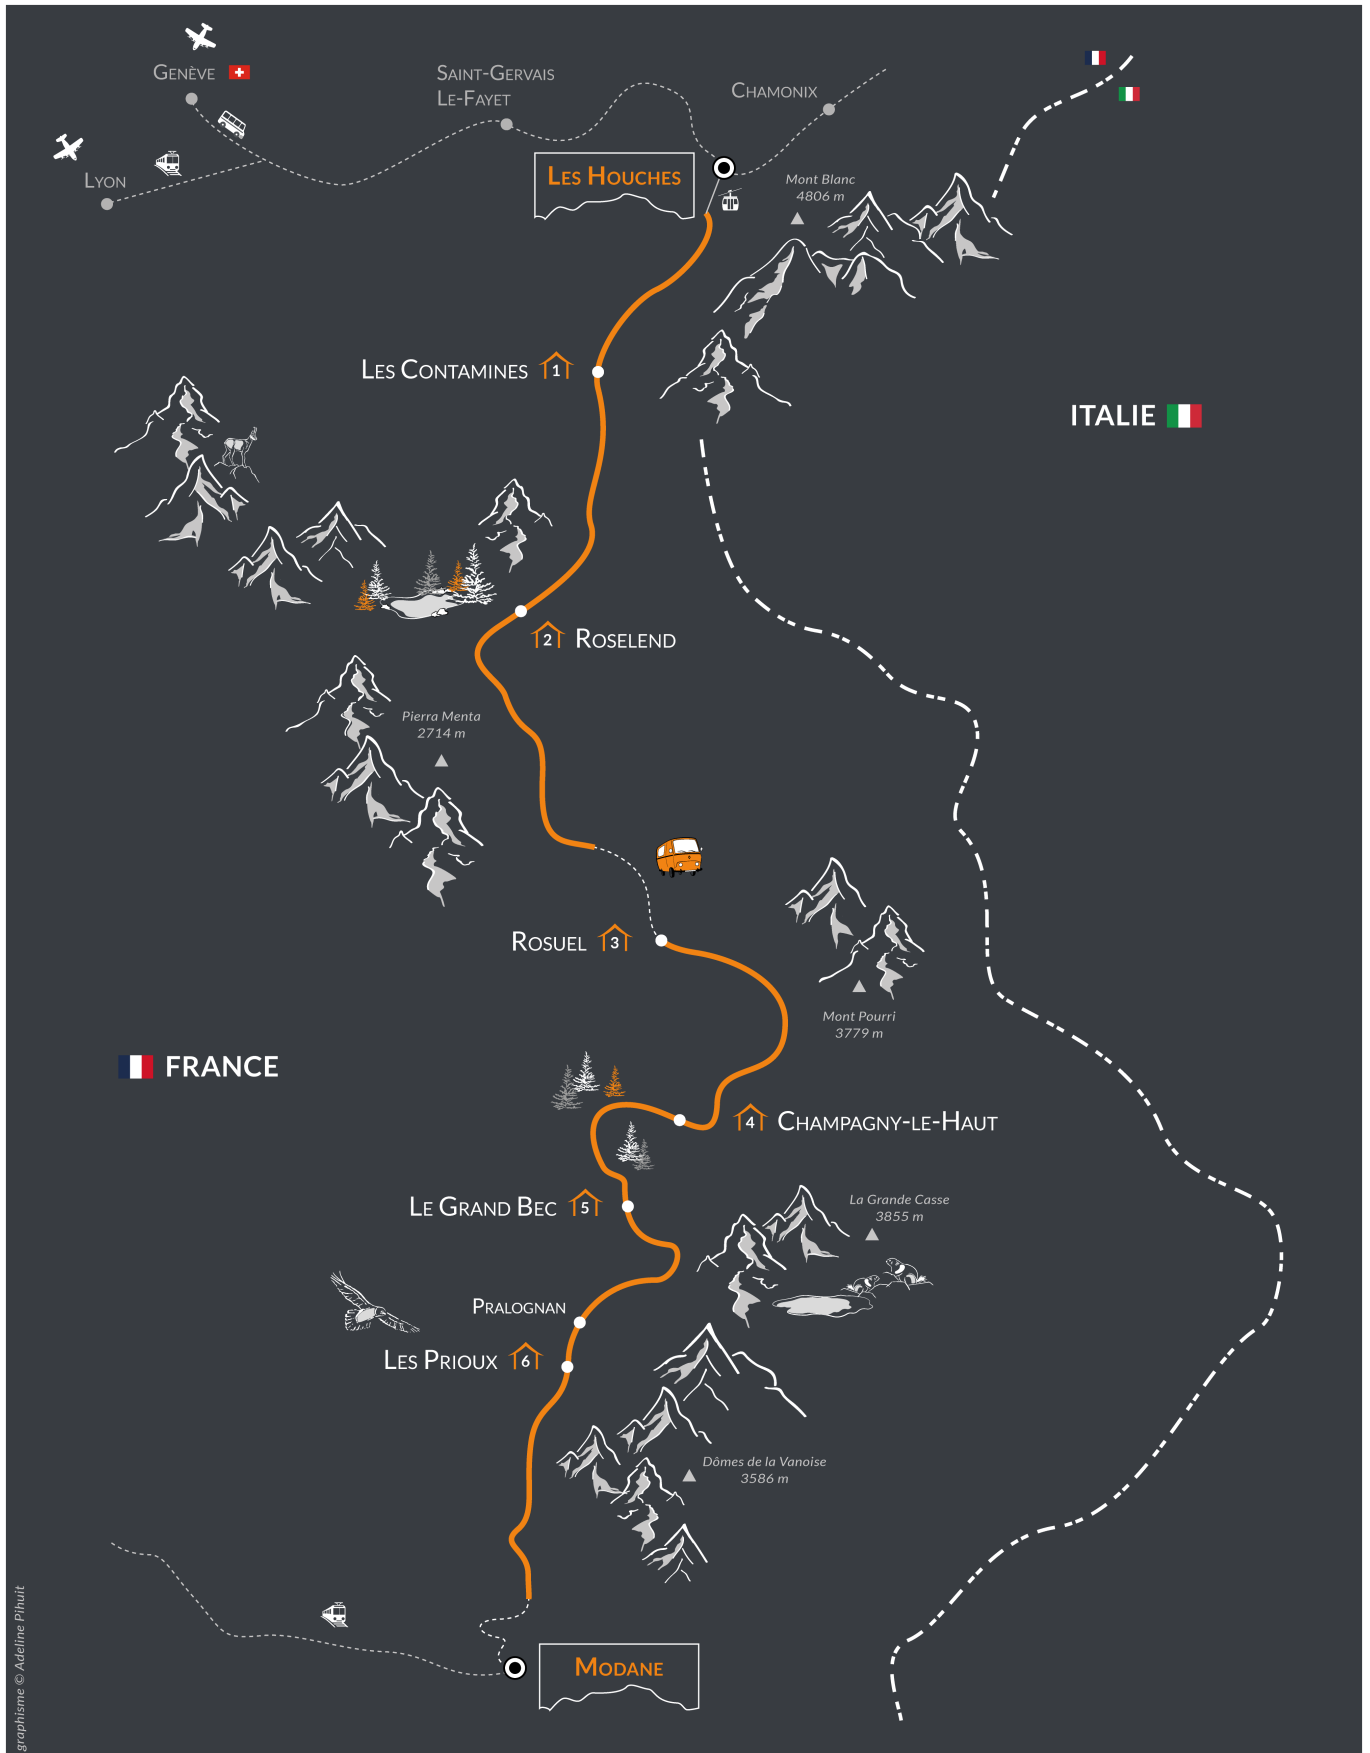 Genève
Saint-Gervais
Le-Fayet
Chamonix
Lyon
Les Houches
Mont Blanc
4806 m
Les Contamines 1
ITALIE
2 Roselend
Pierra Menta
2714 m
Rosuel 3
Mont Pourri
3779 m
FRANCE
4 Champagny-le-Haut
Le Grand Bec 5
La Grande Casse
3855 m
Pralognan
Les Prioux 6
Dômes de la Vanoise
3586 m
Modane
graphisme © Adeline Pihuit